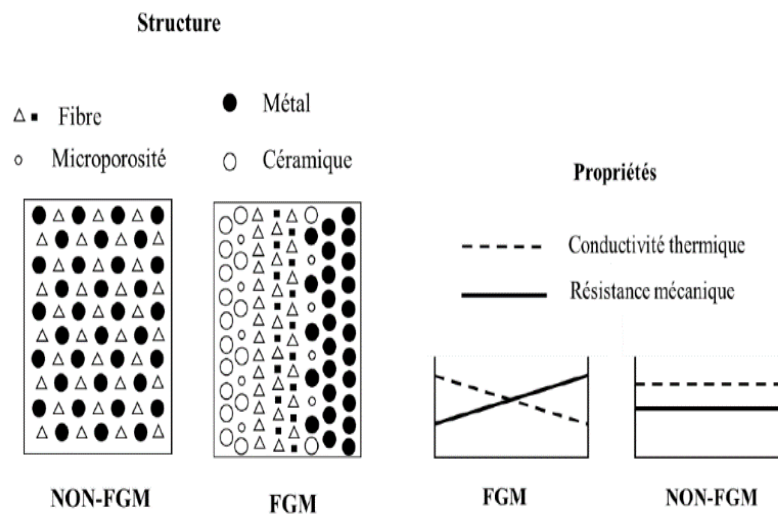 Structure
Fibre
Métal
Microporosité
Céramique
NON-FGM
FGM
Propriétés
Conductivité thermique
Résistance mécanique
FGM
NON-FGM